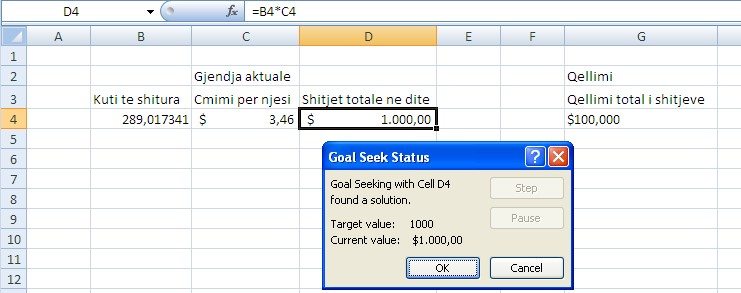 D4 fx =B4*C4
A B C D E F G
1
2 Gjendja aktuale Qellimi
3 Kuti te shitura Cmimi per njesi Shitjet totale ne dite Qellimi total i shitjeve
4 289,017341 $ 3,46 $ 1.000,00 $100,000
5
6
7
8
9
10
11
12
Goal Seek Status
Goal Seeking with Cell D4
found a solution.
Step
Target value: 1000
Pause
Current value: $1.000,00
OK Cancel